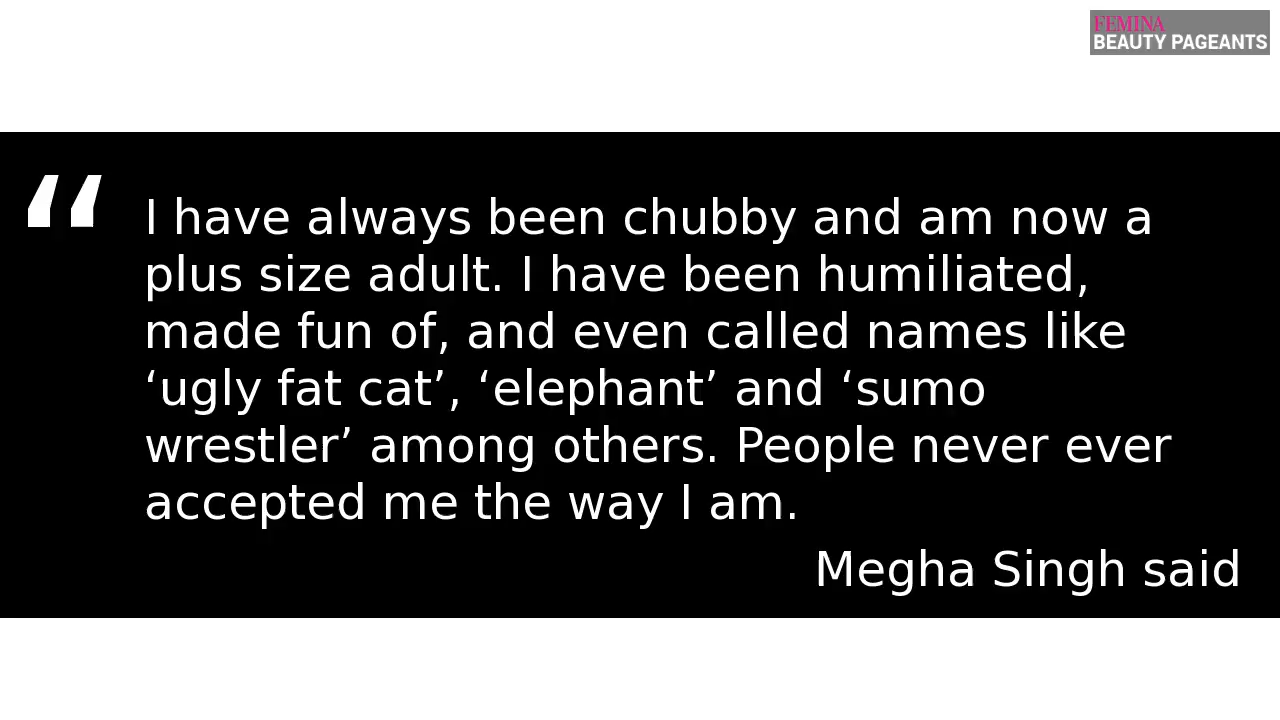 FEMINA
BEAUTY PAGEANTS
“
I have always been chubby and am now a
plus size adult. I have been humiliated,
made fun of, and even called names like
‘ugly fat cat’, ‘elephant’ and ‘sumo
wrestler’ among others. People never ever
accepted me the way I am.
Megha Singh said